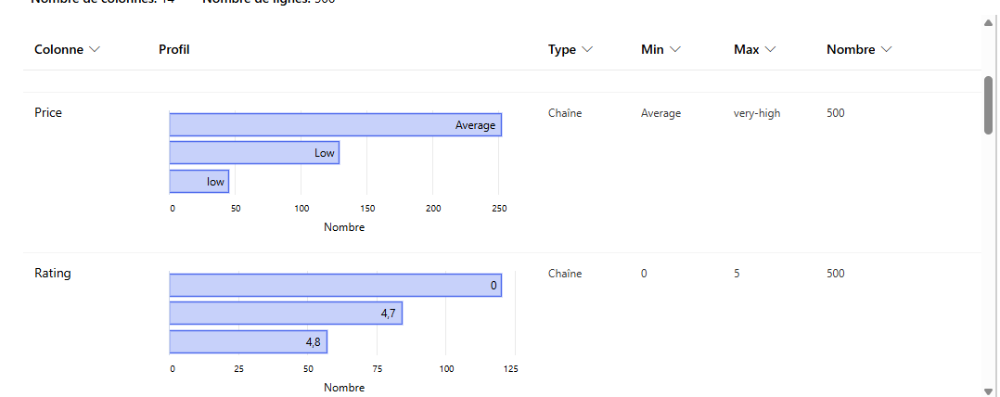 Nombre de colonnes: 14 Nombre de lignes: 500
Colonne Profil Type Min Max Nombre
Price Chaîne Average very-high 500
Average
Low
low
0 50 100 150 200 250
Nombre
Rating Chaîne 0 5 500
0
4,7
4,8
0 25 50 75 100 125
Nombre